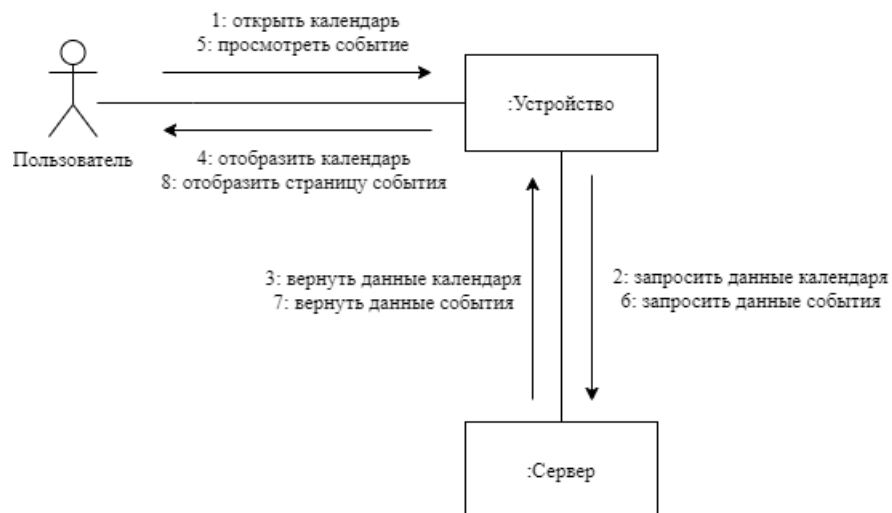 1: открыть календарь
5: просмотреть событие
:Устройство
Пользователь
4: отобразить календарь
8: отобразить страницу события
3: вернуть данные календаря
7: вернуть данные события
2: запросить данные календаря
6: запросить данные события
:Сервер